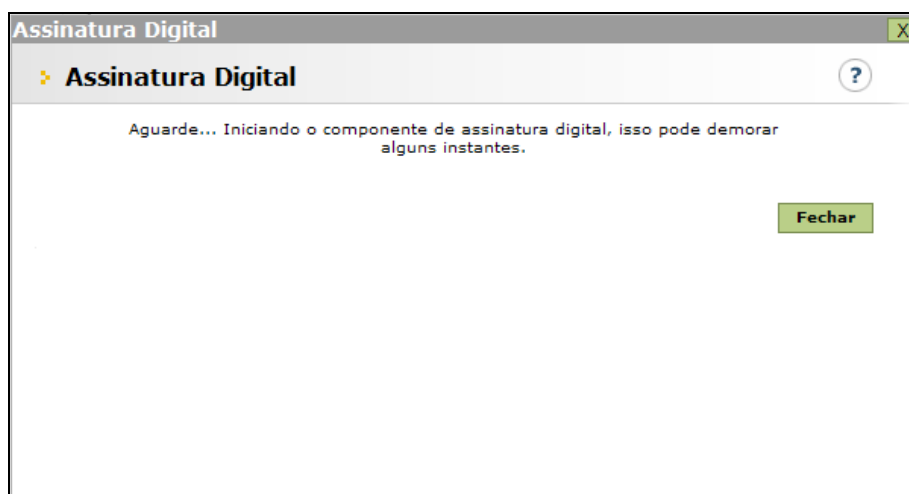 Assinatura Digital
X
Assinatura Digital
?
Aguarde... Iniciando o componente de assinatura digital, isso pode demorar
alguns instantes.
Fechar